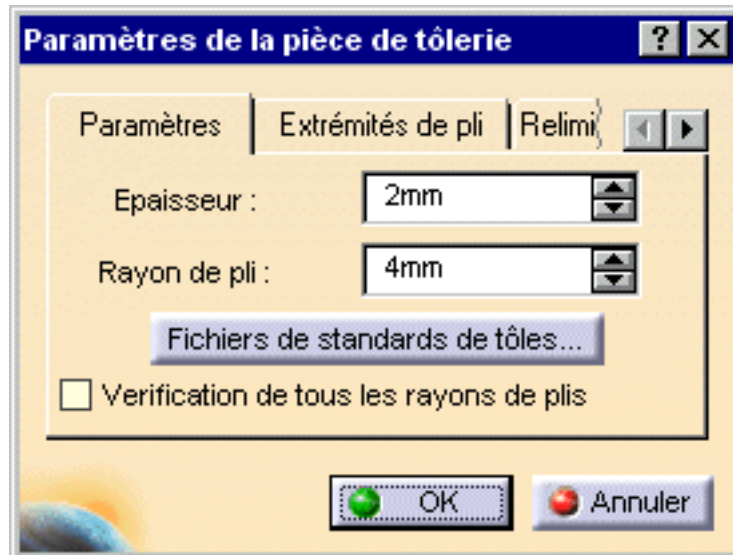 Paramètres de la pièce de tôlerie
Paramètres Extrémités de pli
Epaisseur : 2mm
Rayon de pli : 4mm
Fichiers de standards de tôles...
Verification de tous les rayons de plis
OK Annuler